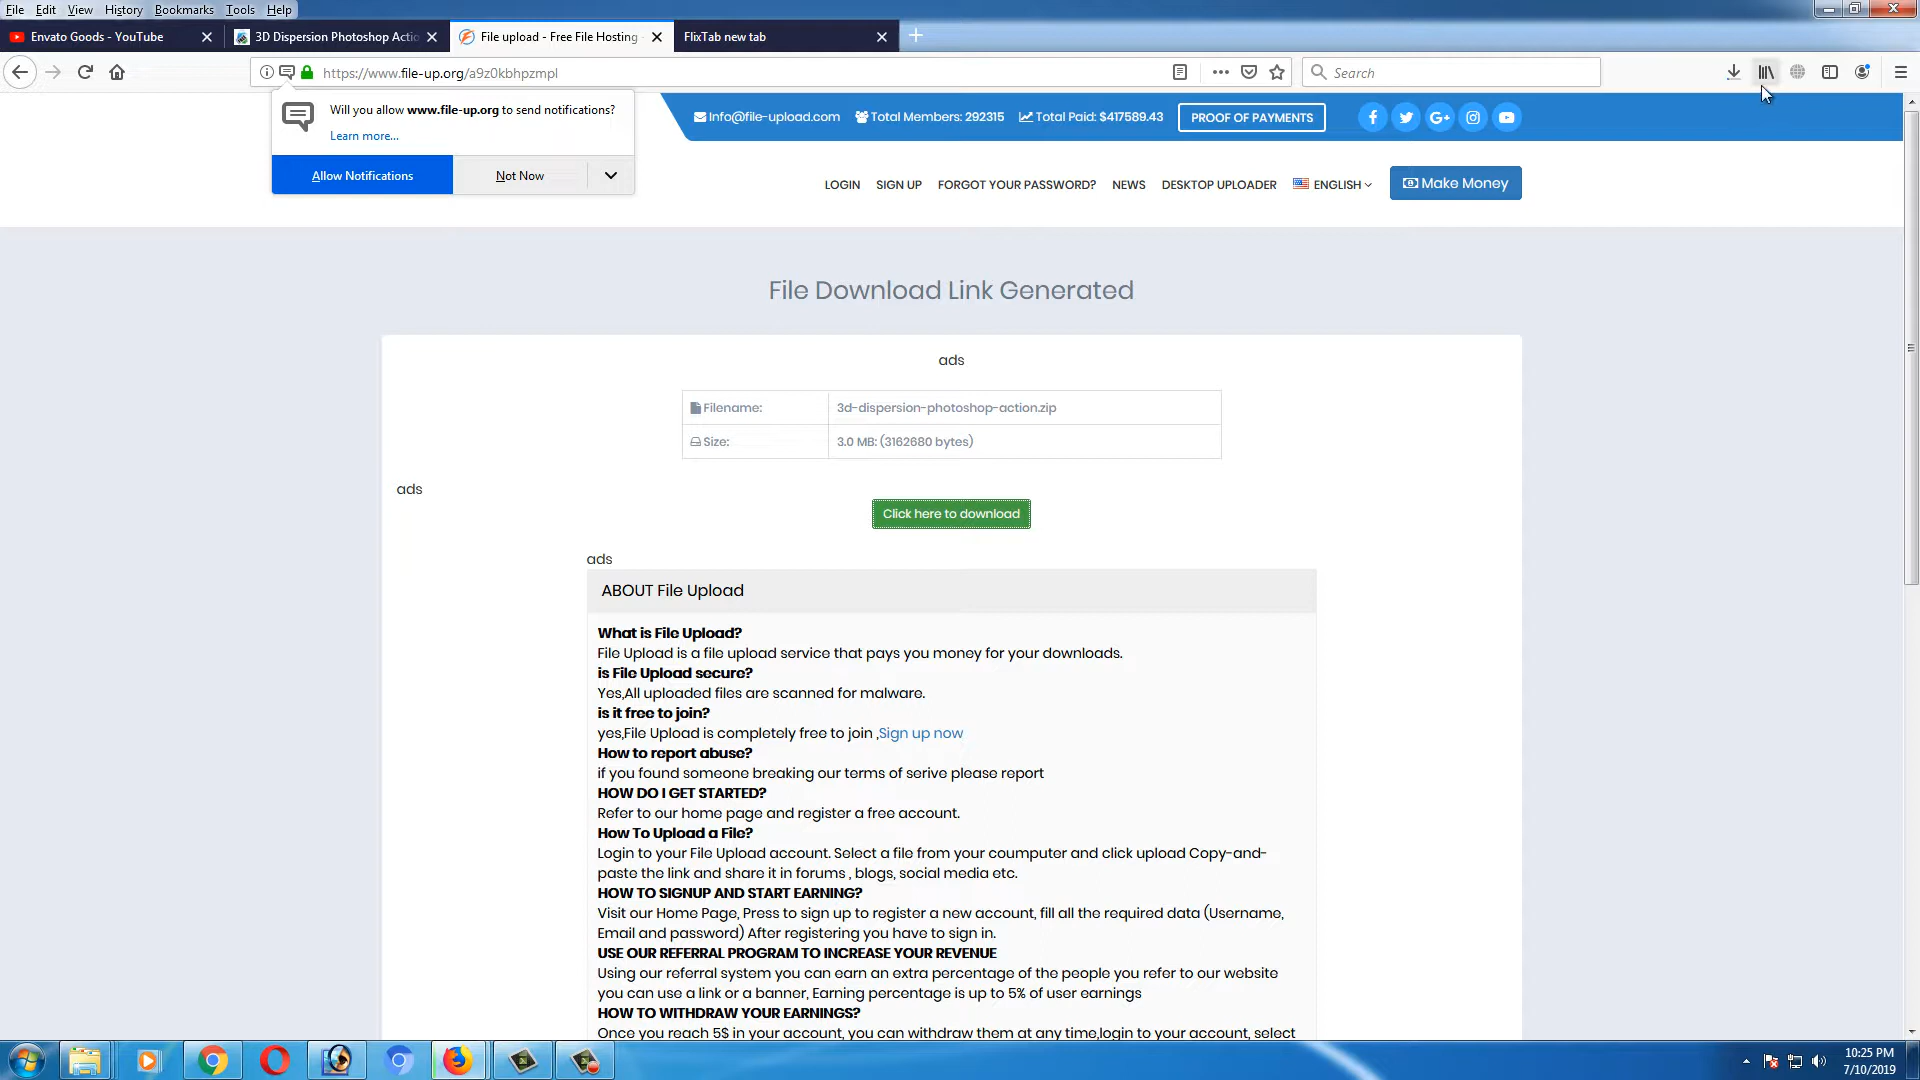 File Edit View History Bookmarks Tools Help
Envato Goods - YouTube
3D Dispersion Photoshop Actio
File upload - Free File Hosting -
FlixTab new tab
https://www.file-up.org/a9z0kbhpzmpl
Search
Will you allow www.file-up.org to send notifications?
Learn more...
Allow Notifications
Not Now
Info@file-upload.com
Total Members: 292315
Total Paid: $417589.43
PROOF OF PAYMENTS
LOGIN
SIGN UP
FORGOT YOUR PASSWORD?
NEWS
DESKTOP UPLOADER
ENGLISH
Make Money
File Download Link Generated
ads
Filename: 3d-dispersion-photoshop-action.zip
Size: 3.0 MB: (3162680 bytes)
ads
Click here to download
ads
ABOUT File Upload
What is File Upload?
File Upload is a file upload service that pays you money for your downloads.
is File Upload secure?
Yes,All uploaded files are scanned for malware.
is it free to join?
yes,File Upload is completely free to join ,Sign up now
How to report abuse?
if you found someone breaking our terms of serive please report
HOW DO I GET STARTED?
Refer to our home page and register a free account.
How To Upload a File?
Login to your File Upload account. Select a file from your coumputer and click upload Copy-and-
paste the link and share it in forums , blogs, social media etc.
HOW TO SIGNUP AND START EARNING?
Visit our Home Page, Press to sign up to register a new account, fill all the required data (Username,
Email and password) After registering you have to sign in.
USE OUR REFERRAL PROGRAM TO INCREASE YOUR REVENUE
Using our referral system you can earn an extra percentage of the people you refer to our website
you can use a link or a banner, Earning percentage is up to 5% of user earnings
HOW TO WITHDRAW YOUR EARNINGS?
Once you reach 5$ in your account, you can withdraw them at any time,login to your account, select
10:25 PM
7/10/2019